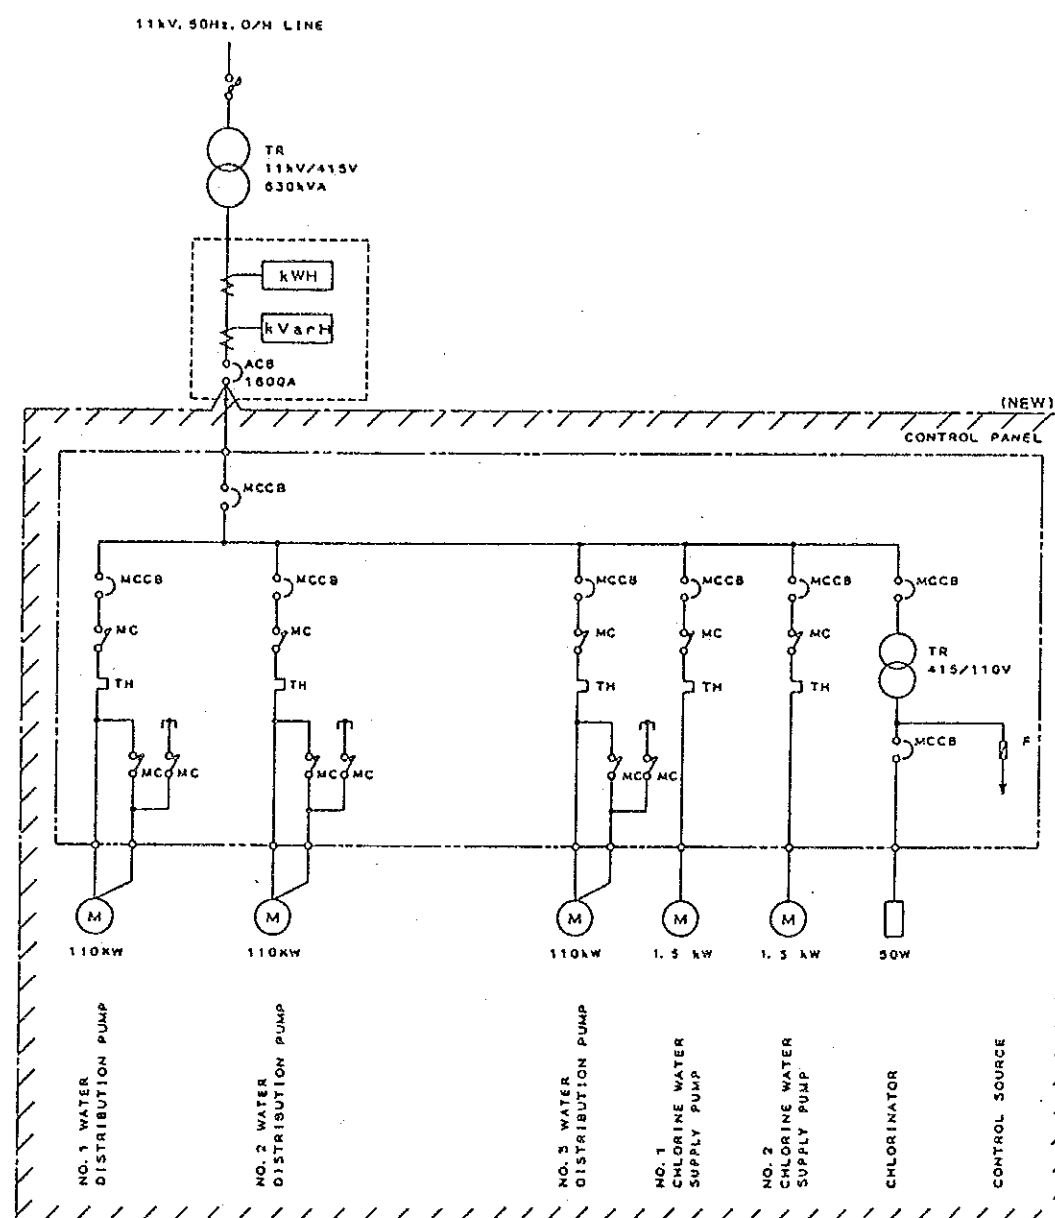 11kV, 50Hz, O/H LINE
TR
11kV/415V
630kVA
kWH
kVarH
ACB
1600A
(NEW)
CONTROL PANEL
MCCB
MCCB
MCCB
MCCB
MCCB
MCCB
MCCB
MC
MC
MC
MC
MC
TR
415/110V
TH
TH
TH
TH
TH
MCCB
F
MC
MC
MC
MC
MC
MC
M
M
M
M
M
110KW
110KW
110kW
1.5 kW
1.5 kW
50W
NO. 1 WATER
DISTRIBUTION PUMP
NO. 2 WATER
DISTRIBUTION PUMP
NO. 3 WATER
DISTRIBUTION PUMP
NO. 1
CHLORINE WATER
SUPPLY PUMP
NO. 2
CHLORINE WATER
SUPPLY PUMP
CHLORINATOR
CONTROL SOURCE